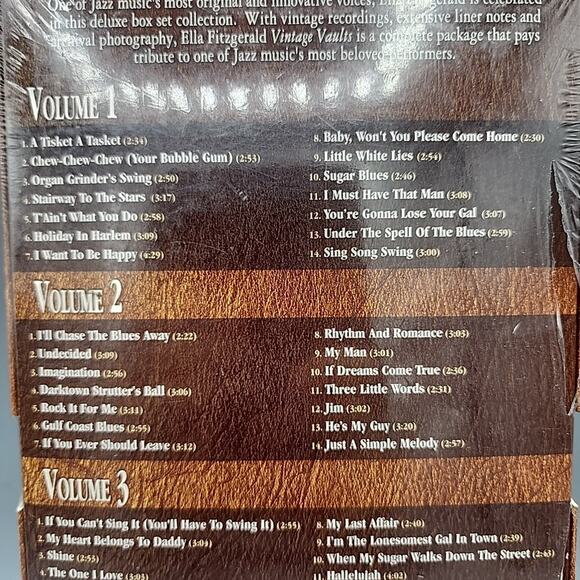 One of Jazz music's most original and innovative voices, Ella Fitzgerald is celebrated
in this deluxe box set collection. With vintage recordings, extensive liner notes and
archival photography, Ella Fitzgerald Vintage Vaults is a complete package that pays
tribute to one of Jazz music's most beloved performers.
VOLUME 1
1. A Tisket A Tasket (2:34)
2. Chew-Chew-Chew (Your Bubble Gum) (2:53)
3. Organ Grinder's Swing (2:50)
4. Stairway To The Stars (3:17)
5. T'Ain't What You Do (2:58)
6. Holiday In Harlem (3:09)
7. I Want To Be Happy (4:29)
8. Baby, Won't You Please Come Home (2:30)
9. Little White Lies (2:54)
10. Sugar Blues (2:46)
11. I Must Have That Man (3:08)
12. You're Gonna Lose Your Gal (3:07)
13. Under The Spell Of The Blues (2:59)
14. Sing Song Swing (3:00)
VOLUME 2
1. I'll Chase The Blues Away (2:22)
2. Undecided (3:09)
3. Imagination (2:56)
4. Darktown Strutter's Ball (3:06)
5. Rock It For Me (3:11)
6. Gulf Coast Blues (2:55)
7. If You Ever Should Leave (3:12)
8. Rhythm And Romance (3:03)
9. My Man (3:01)
10. If Dreams Come True (2:36)
11. Three Little Words (2:31)
12. Jim (3:02)
13. He's My Guy (3:20)
14. Just A Simple Melody (2:57)
VOLUME 3
1. If You Can't Sing It (You'll Have To Swing It) (2:55)
2. My Heart Belongs To Daddy (3:04)
3. Shine (2:53)
4. The One I Love (3:03)
8. My Last Affair (2:40)
9. I'm The Lonesomest Gal In Town (2:39)
10. When My Sugar Walks Down The Street (2:43)
11. Hallelujah (4:02)